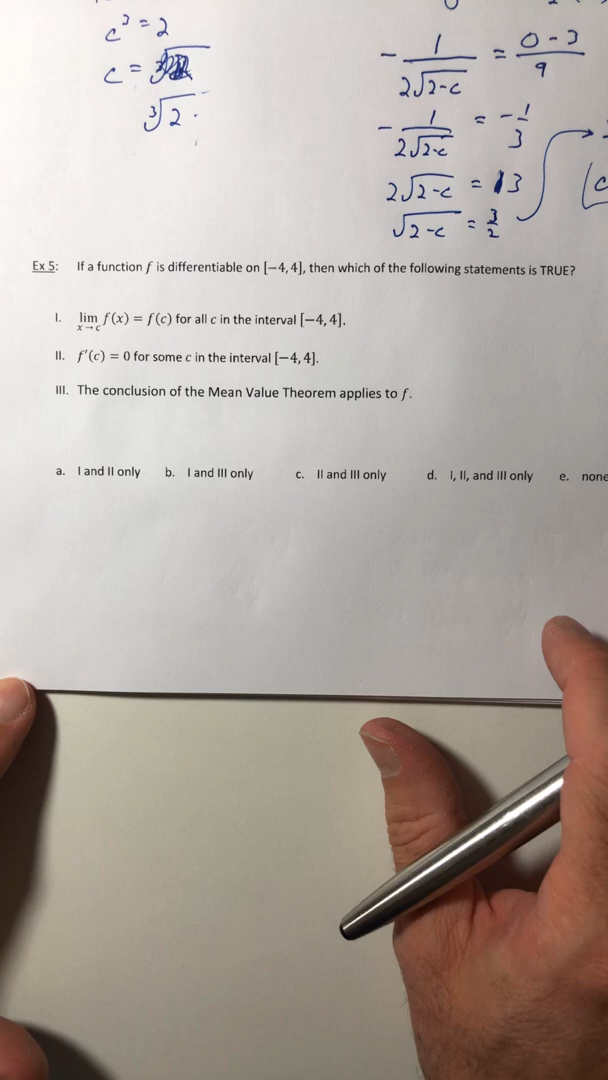 c³ = 2
c = 
∛2
- 1/(2√(2-c)) = (0 - 3)/9
- 1/(2√(2-c)) = - 1/3
2√(2-c) = 3
√(2-c) = 3/2
(c
Ex 5: If a function f is differentiable on [−4, 4], then which of the following statements is TRUE?
I. lim x→c f(x) = f(c) for all c in the interval [−4, 4].
II. f′(c) = 0 for some c in the interval [−4, 4].
III. The conclusion of the Mean Value Theorem applies to f.
a. I and II only b. I and III only c. II and III only d. I, II, and III only e. none